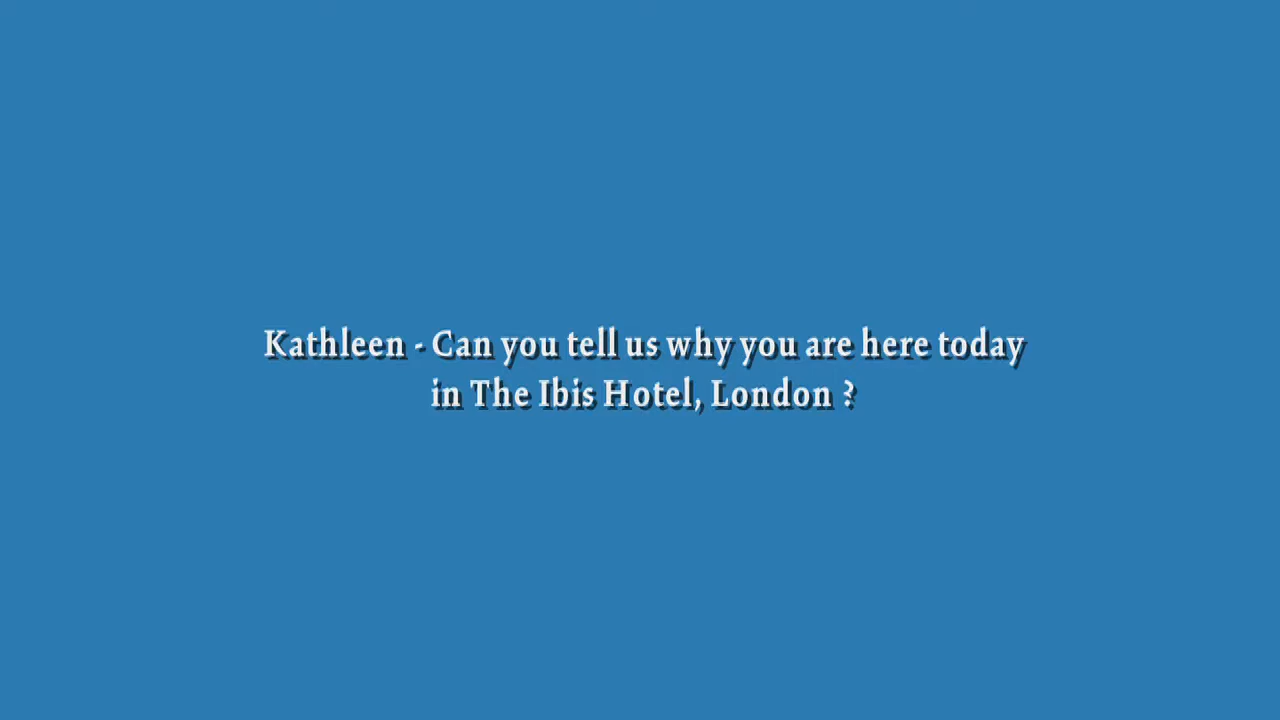 Kathleen - Can you tell us why you are here today
in The Ibis Hotel, London ?